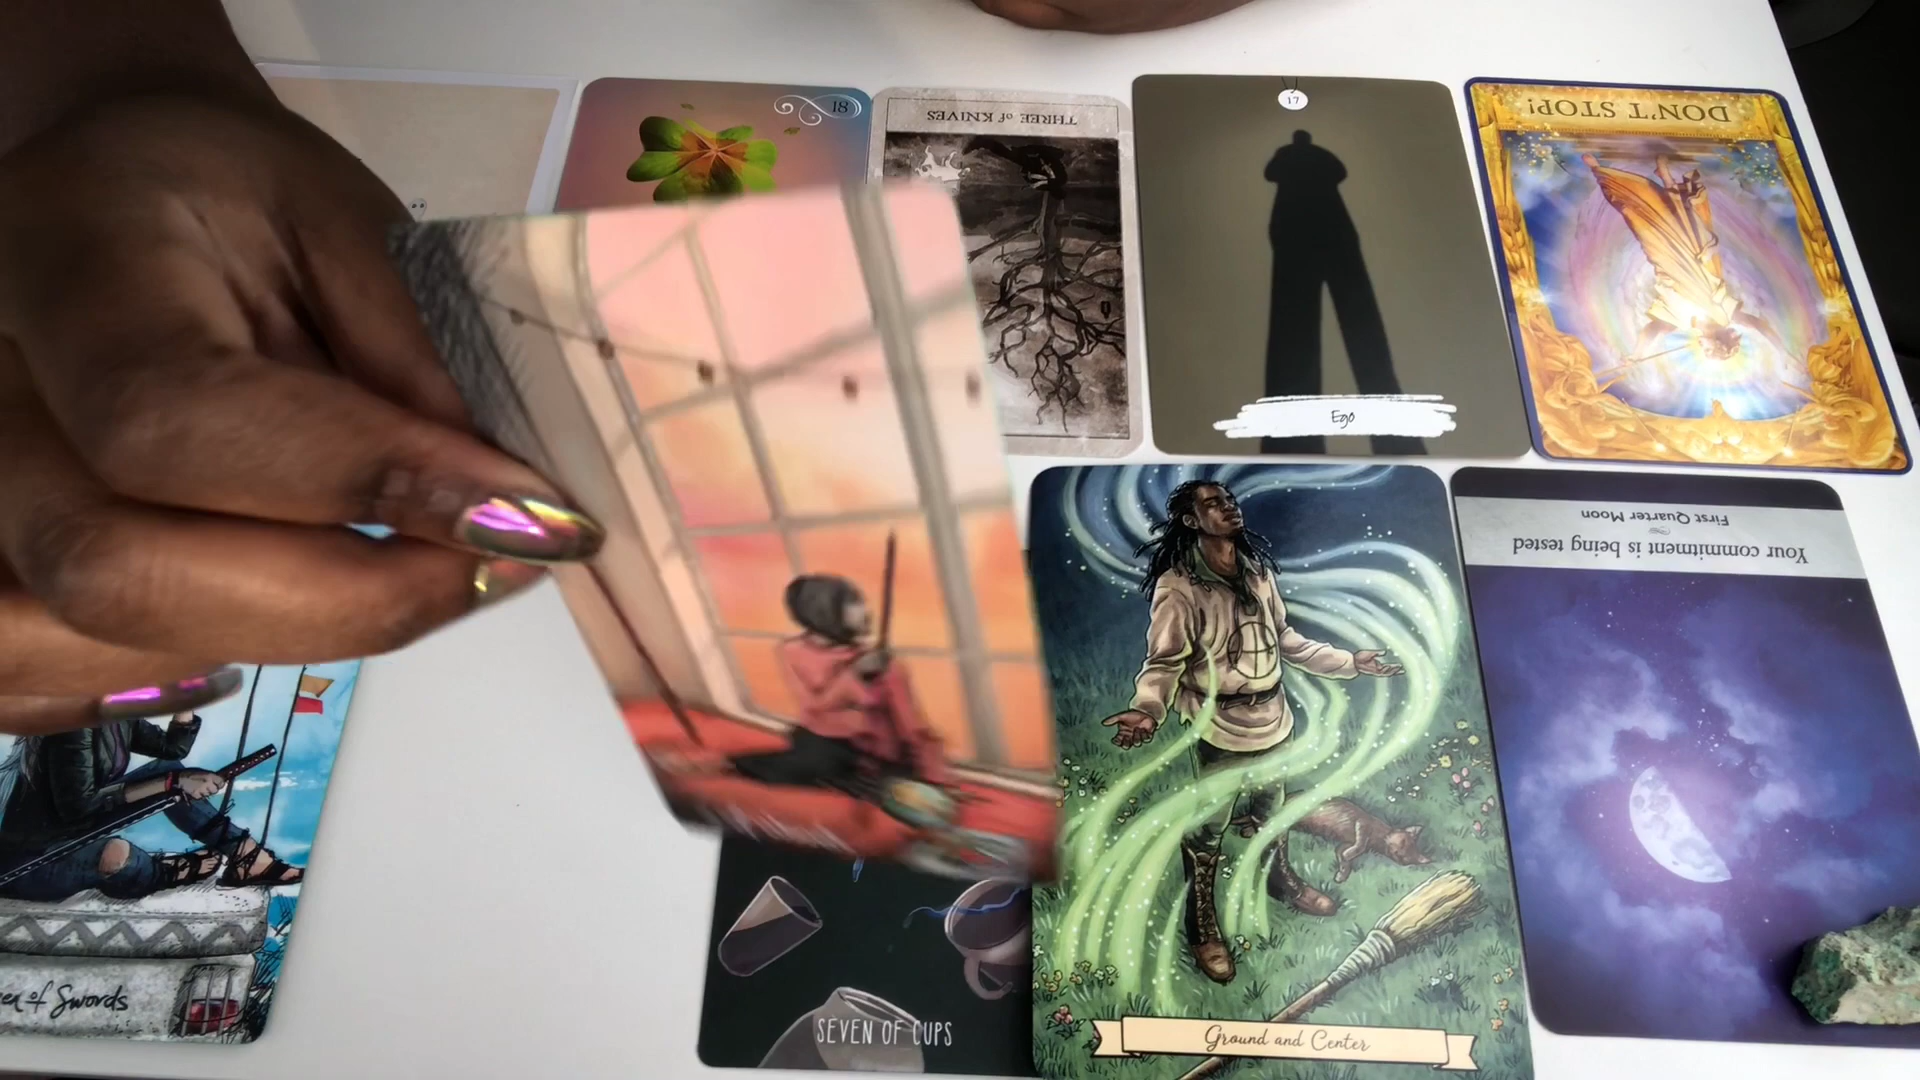 18
THREE of KNIVES
17
Ego
DON'T STOP!
First Quarter Moon
Your commitment is being tested
of Swords
SEVEN OF CUPS
Ground and Center